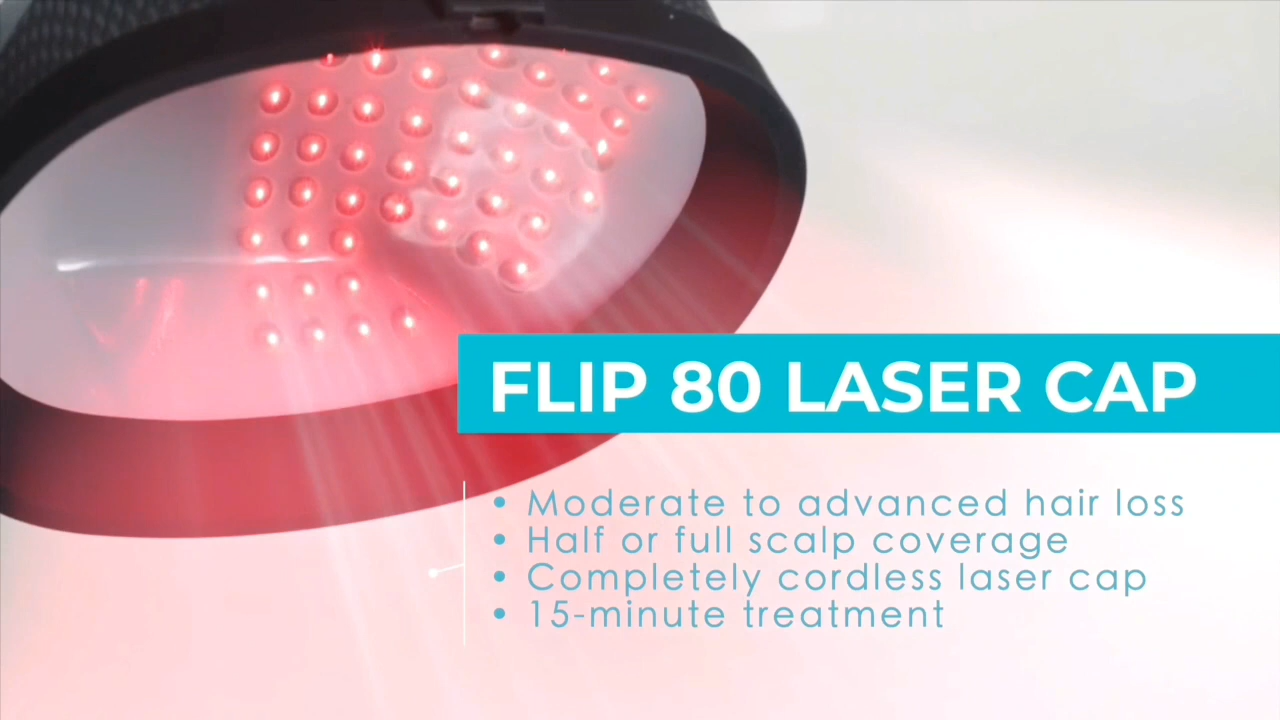 FLIP 80 LASER CAP
• Moderate to advanced hair loss
• Half or full scalp coverage
• Completely cordless laser cap
• 15-minute treatment